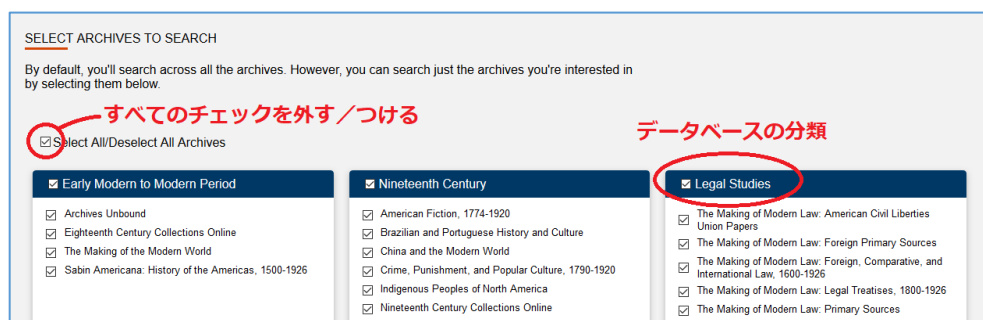 SELECT ARCHIVES TO SEARCH
By default, you'll search across all the archives. However, you can search just the archives you're interested in
by selecting them below.
すべてのチェックを外す／つける
Select All/Deselect All Archives
データベースの分類
Early Modern to Modern Period
Archives Unbound
Eighteenth Century Collections Online
The Making of the Modern World
Sabin Americana: History of the Americas, 1500-1926
Nineteenth Century
American Fiction, 1774-1920
Brazilian and Portuguese History and Culture
China and the Modern World
Crime, Punishment, and Popular Culture, 1790-1920
Indigenous Peoples of North America
Nineteenth Century Collections Online
Legal Studies
The Making of Modern Law: American Civil Liberties
Union Papers
The Making of Modern Law: Foreign Primary Sources
The Making of Modern Law: Foreign, Comparative, and
International Law, 1600-1926
The Making of Modern Law: Legal Treatises, 1800-1926
The Making of Modern Law: Primary Sources